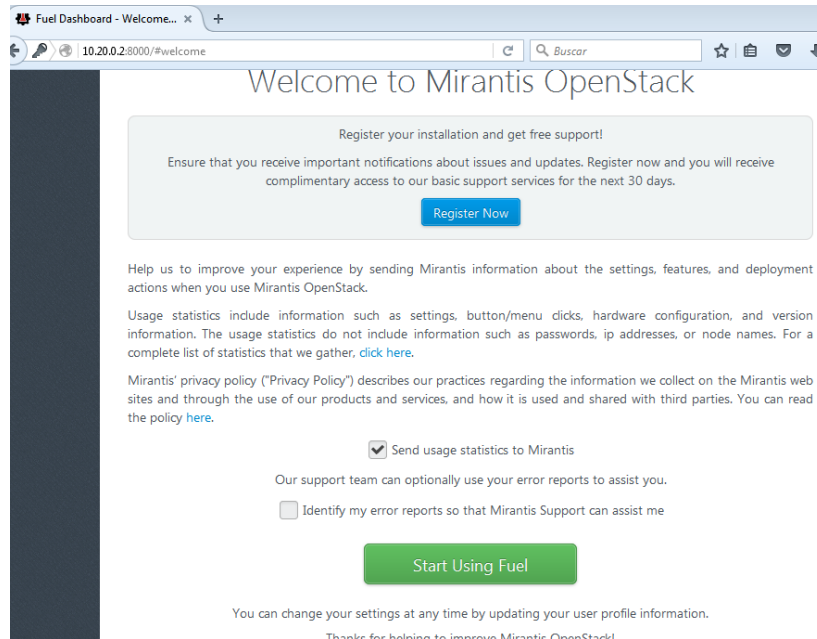 Fuel Dashboard - Welcome...
10.20.0.2:8000/#welcome
Buscar
Welcome to Mirantis OpenStack
Register your installation and get free support!
Ensure that you receive important notifications about issues and updates. Register now and you will receive
complimentary access to our basic support services for the next 30 days.
Register Now
Help us to improve your experience by sending Mirantis information about the settings, features, and deployment
actions when you use Mirantis OpenStack.
Usage statistics include information such as settings, button/menu clicks, hardware configuration, and version
information. The usage statistics do not include information such as passwords, ip addresses, or node names. For a
complete list of statistics that we gather, click here.
Mirantis' privacy policy ("Privacy Policy") describes our practices regarding the information we collect on the Mirantis web
sites and through the use of our products and services, and how it is used and shared with third parties. You can read
the policy here.
Send usage statistics to Mirantis
Our support team can optionally use your error reports to assist you.
Identify my error reports so that Mirantis Support can assist me
Start Using Fuel
You can change your settings at any time by updating your user profile information.
Thanks for helping to improve Mirantis OpenStack!